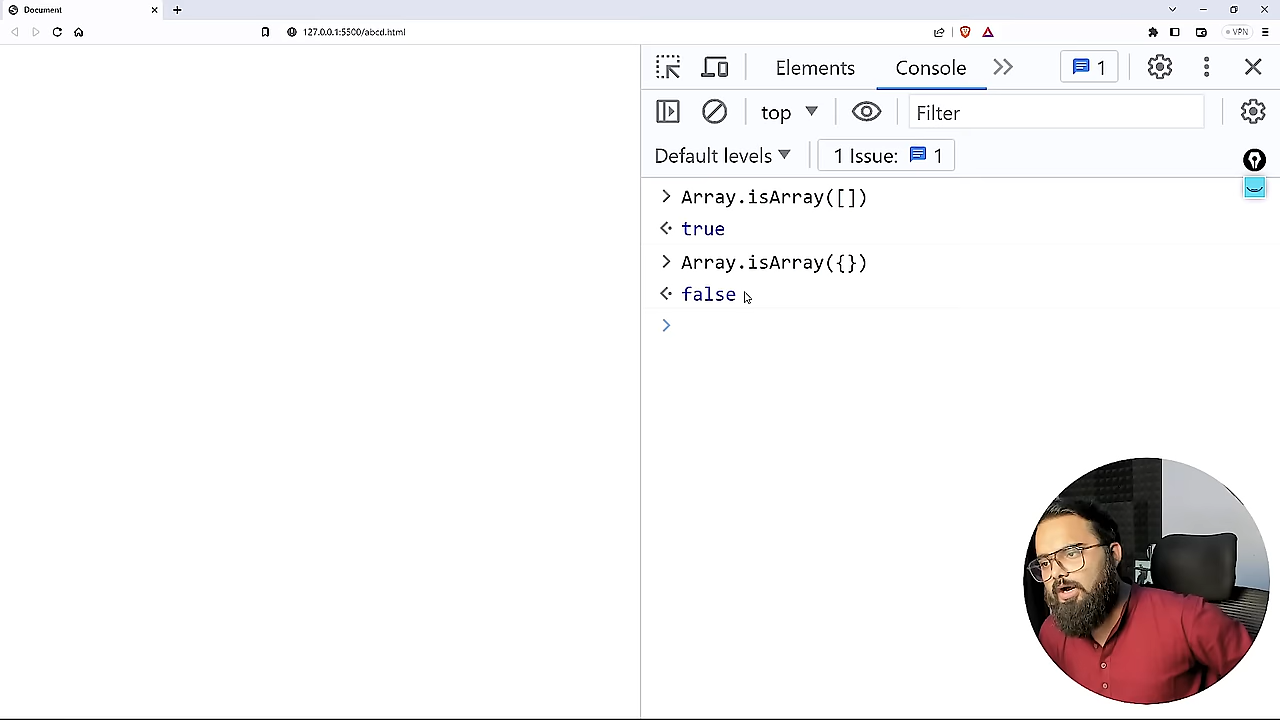 Document
127.0.0.1:5500/abcd.html
VPN
Elements
Console
1
top
Filter
Default levels
1 Issue:
1
Array.isArray([])
true
Array.isArray({})
false